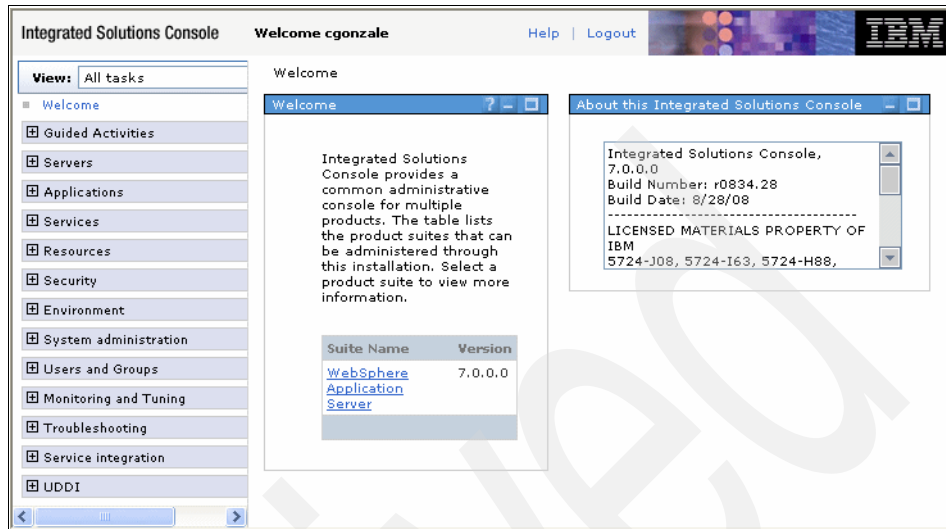 Integrated Solutions Console
Welcome cgonzale
Help | Logout
IBM
View: All tasks
Welcome
Guided Activities
Servers
Applications
Services
Resources
Security
Environment
System administration
Users and Groups
Monitoring and Tuning
Troubleshooting
Service integration
UDDI
Welcome
Welcome
Integrated Solutions
Console provides a
common administrative
console for multiple
products. The table lists
the product suites that can
be administered through
this installation. Select a
product suite to view more
information.
Suite Name Version
WebSphere 7.0.0.0
Application
Server
About this Integrated Solutions Console
Integrated Solutions Console,
7.0.0.0
Build Number: r0834.28
Build Date: 8/28/08
----------------------------------
LICENSED MATERIALS PROPERTY OF
IBM
5724-J08, 5724-I63, 5724-H88,